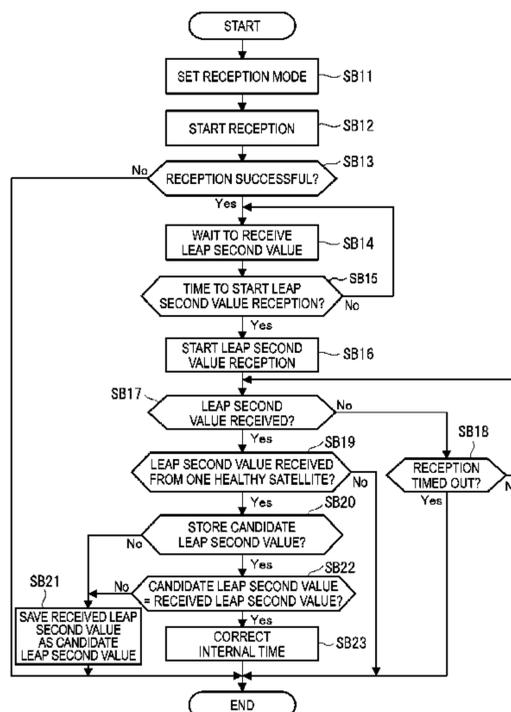 START
SET RECEPTION MODE
SB11
START RECEPTION
SB12
SB13
No
RECEPTION SUCCESSFUL?
Yes
WAIT TO RECEIVE
LEAP SECOND VALUE
SB14
SB15
TIME TO START LEAP
SECOND VALUE RECEPTION?
No
Yes
START LEAP SECOND
VALUE RECEPTION
SB16
SB17
LEAP SECOND
VALUE RECEIVED?
No
Yes
SB18
RECEPTION
TIMED OUT?
Yes
SB19
LEAP SECOND VALUE RECEIVED
FROM ONE HEALTHY SATELLITE?
No
Yes
SB20
STORE CANDIDATE
LEAP SECOND VALUE?
No
Yes
SB22
CANDIDATE LEAP SECOND VALUE
= RECEIVED LEAP SECOND VALUE?
No
Yes
SB21
SAVE RECEIVED LEAP
SECOND VALUE
AS CANDIDATE
LEAP SECOND VALUE
CORRECT
INTERNAL TIME
SB23
END